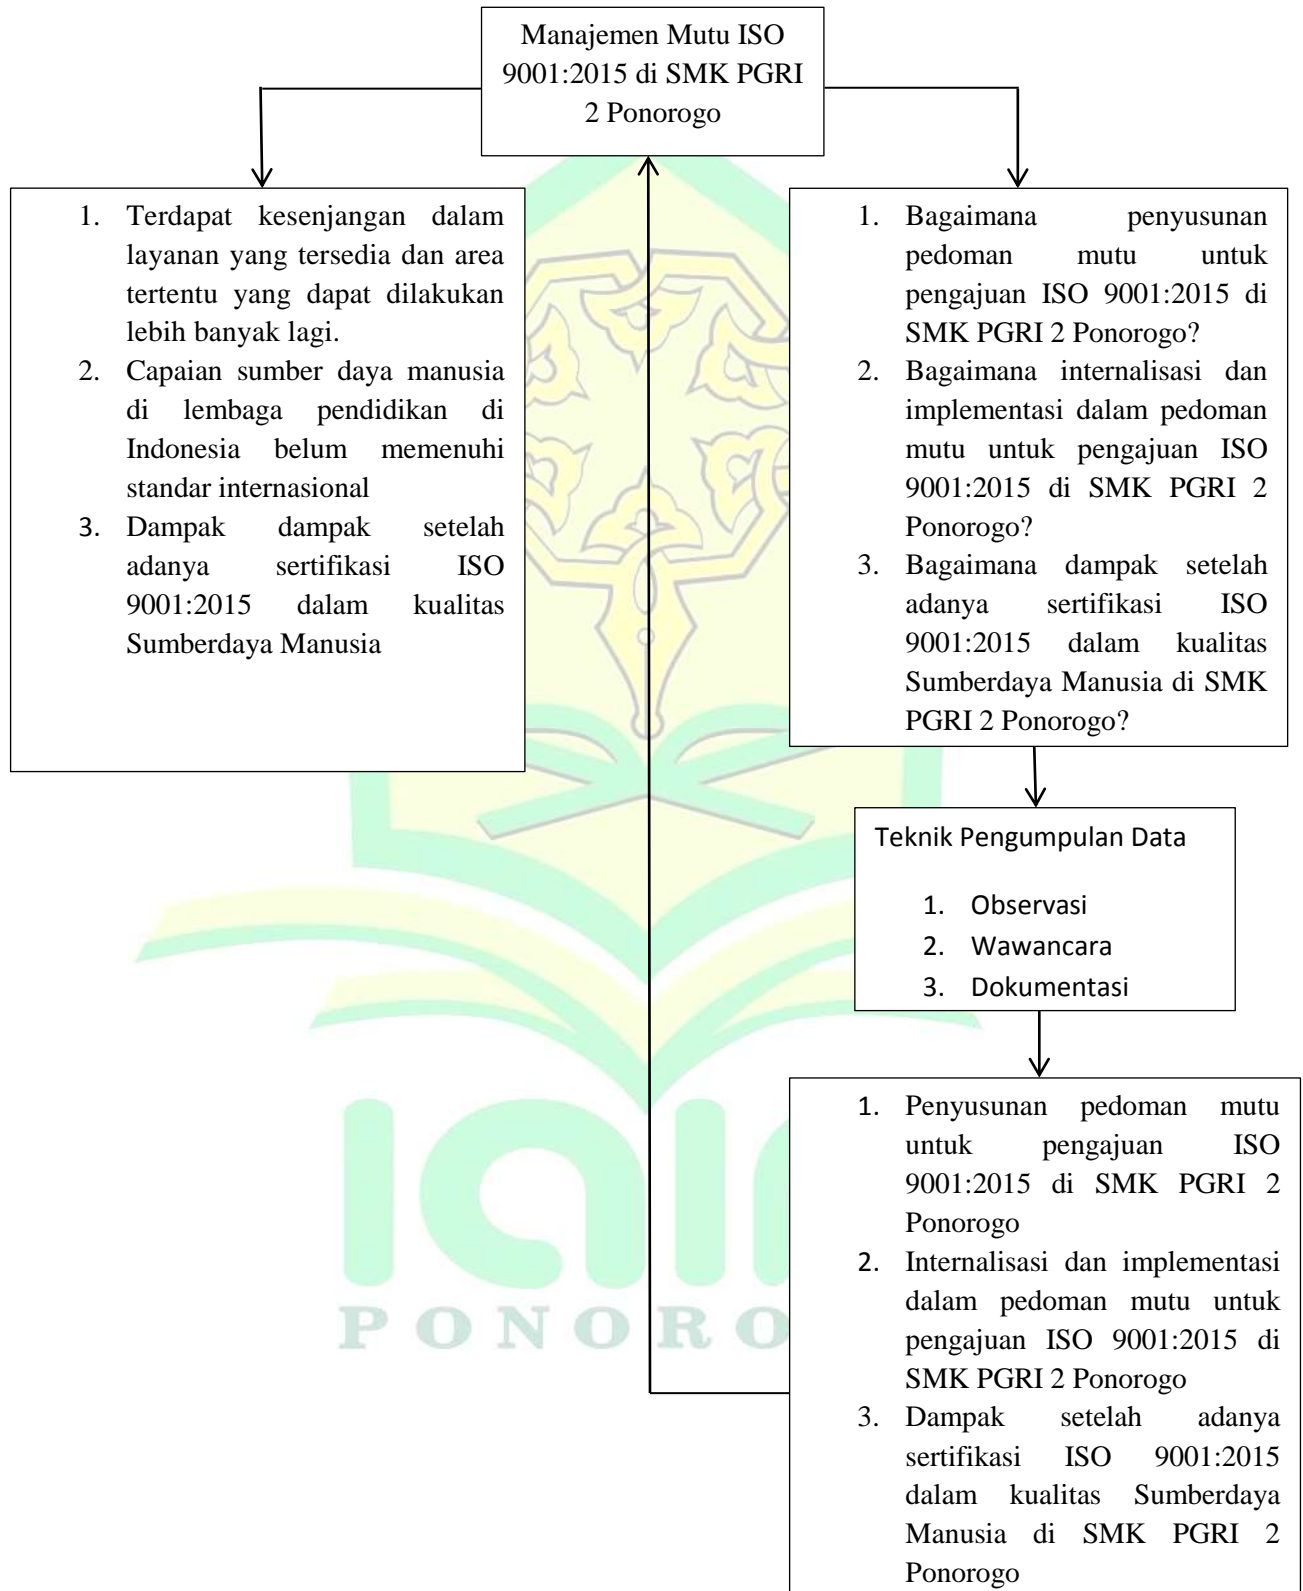 Manajemen Mutu ISO
9001:2015 di SMK PGRI
2 Ponorogo
1. Terdapat kesenjangan dalam
layanan yang tersedia dan area
tertentu yang dapat dilakukan
lebih banyak lagi.
2. Capaian sumber daya manusia
di lembaga pendidikan di
Indonesia belum memenuhi
standar internasional
3. Dampak dampak setelah
adanya sertifikasi ISO
9001:2015 dalam kualitas
Sumberdaya Manusia
1. Bagaimana penyusunan
pedoman mutu untuk
pengajuan ISO 9001:2015 di
SMK PGRI 2 Ponorogo?
2. Bagaimana internalisasi dan
implementasi dalam pedoman
mutu untuk pengajuan ISO
9001:2015 di SMK PGRI 2
Ponorogo?
3. Bagaimana dampak setelah
adanya sertifikasi ISO
9001:2015 dalam kualitas
Sumberdaya Manusia di SMK
PGRI 2 Ponorogo?
Teknik Pengumpulan Data
1. Observasi
2. Wawancara
3. Dokumentasi
1. Penyusunan pedoman mutu
untuk pengajuan ISO
9001:2015 di SMK PGRI 2
Ponorogo
2. Internalisasi dan implementasi
dalam pedoman mutu untuk
pengajuan ISO 9001:2015 di
SMK PGRI 2 Ponorogo
3. Dampak setelah adanya
sertifikasi ISO 9001:2015
dalam kualitas Sumberdaya
Manusia di SMK PGRI 2
Ponorogo